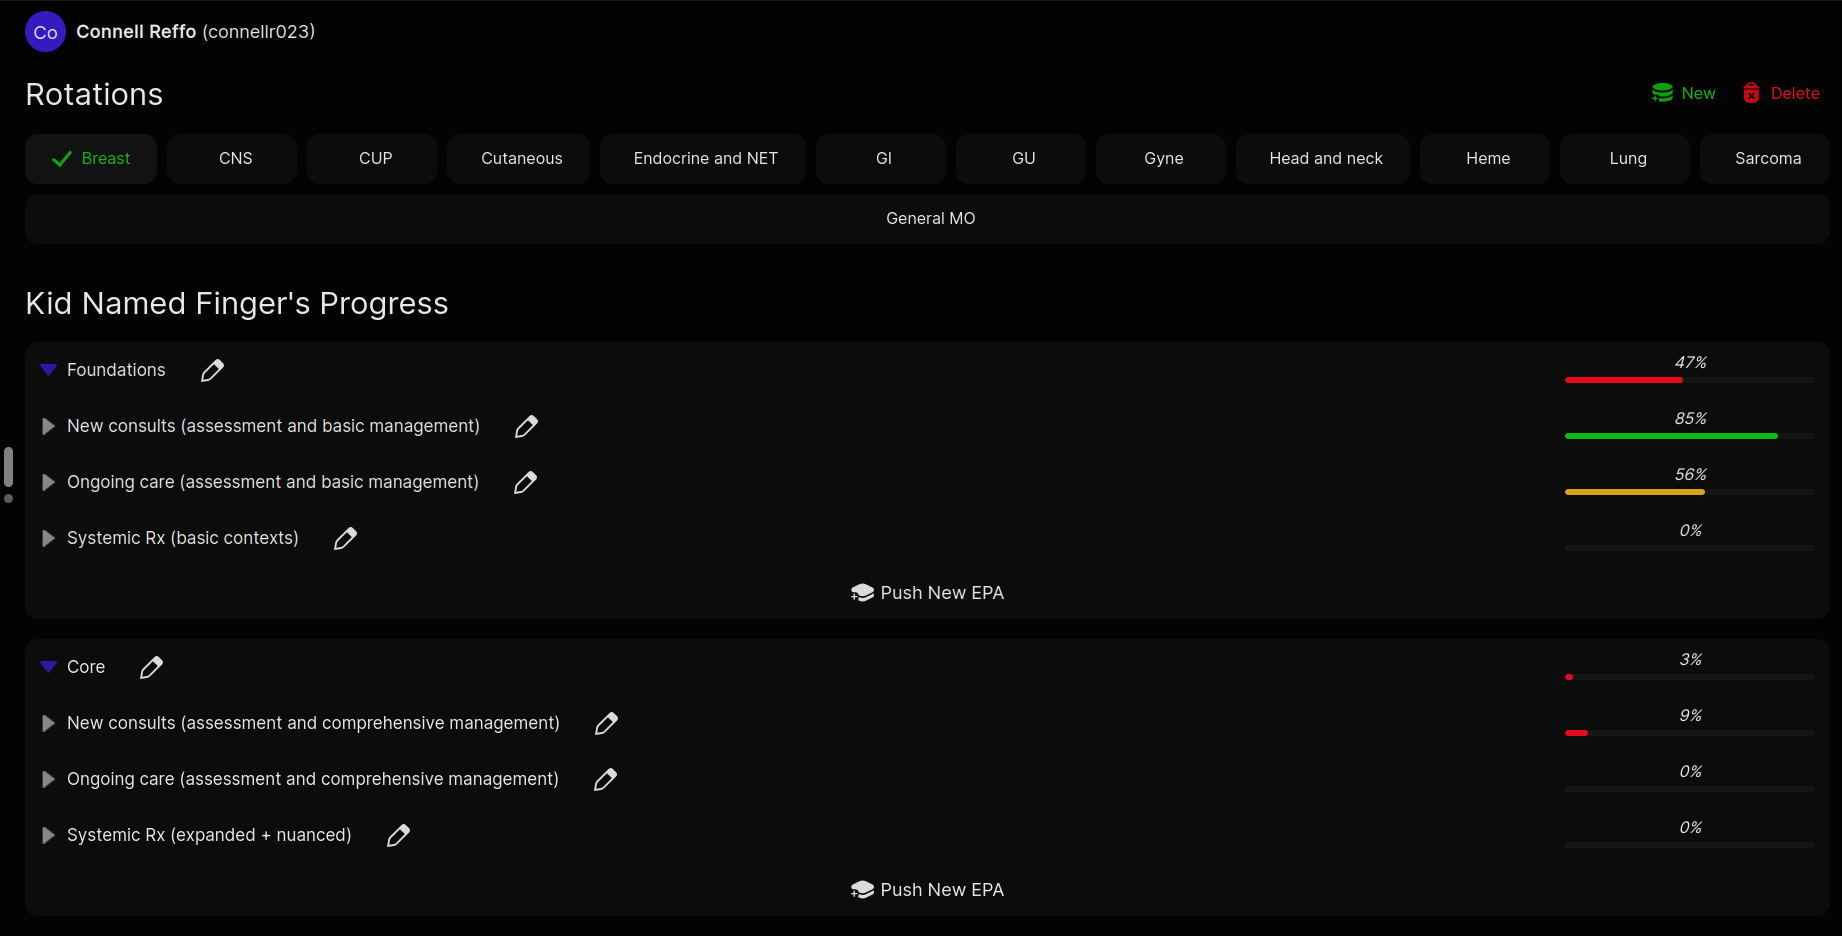 Co Connell Reffo (connellr023)
Rotations
New Delete
Breast CNS CUP Cutaneous Endocrine and NET GI GU Gyne Head and neck Heme Lung Sarcoma
General MO
Kid Named Finger's Progress
Foundations 47%
New consults (assessment and basic management) 85%
Ongoing care (assessment and basic management) 56%
Systemic Rx (basic contexts) 0%
Push New EPA
Core 3%
New consults (assessment and comprehensive management) 9%
Ongoing care (assessment and comprehensive management) 0%
Systemic Rx (expanded + nuanced) 0%
Push New EPA